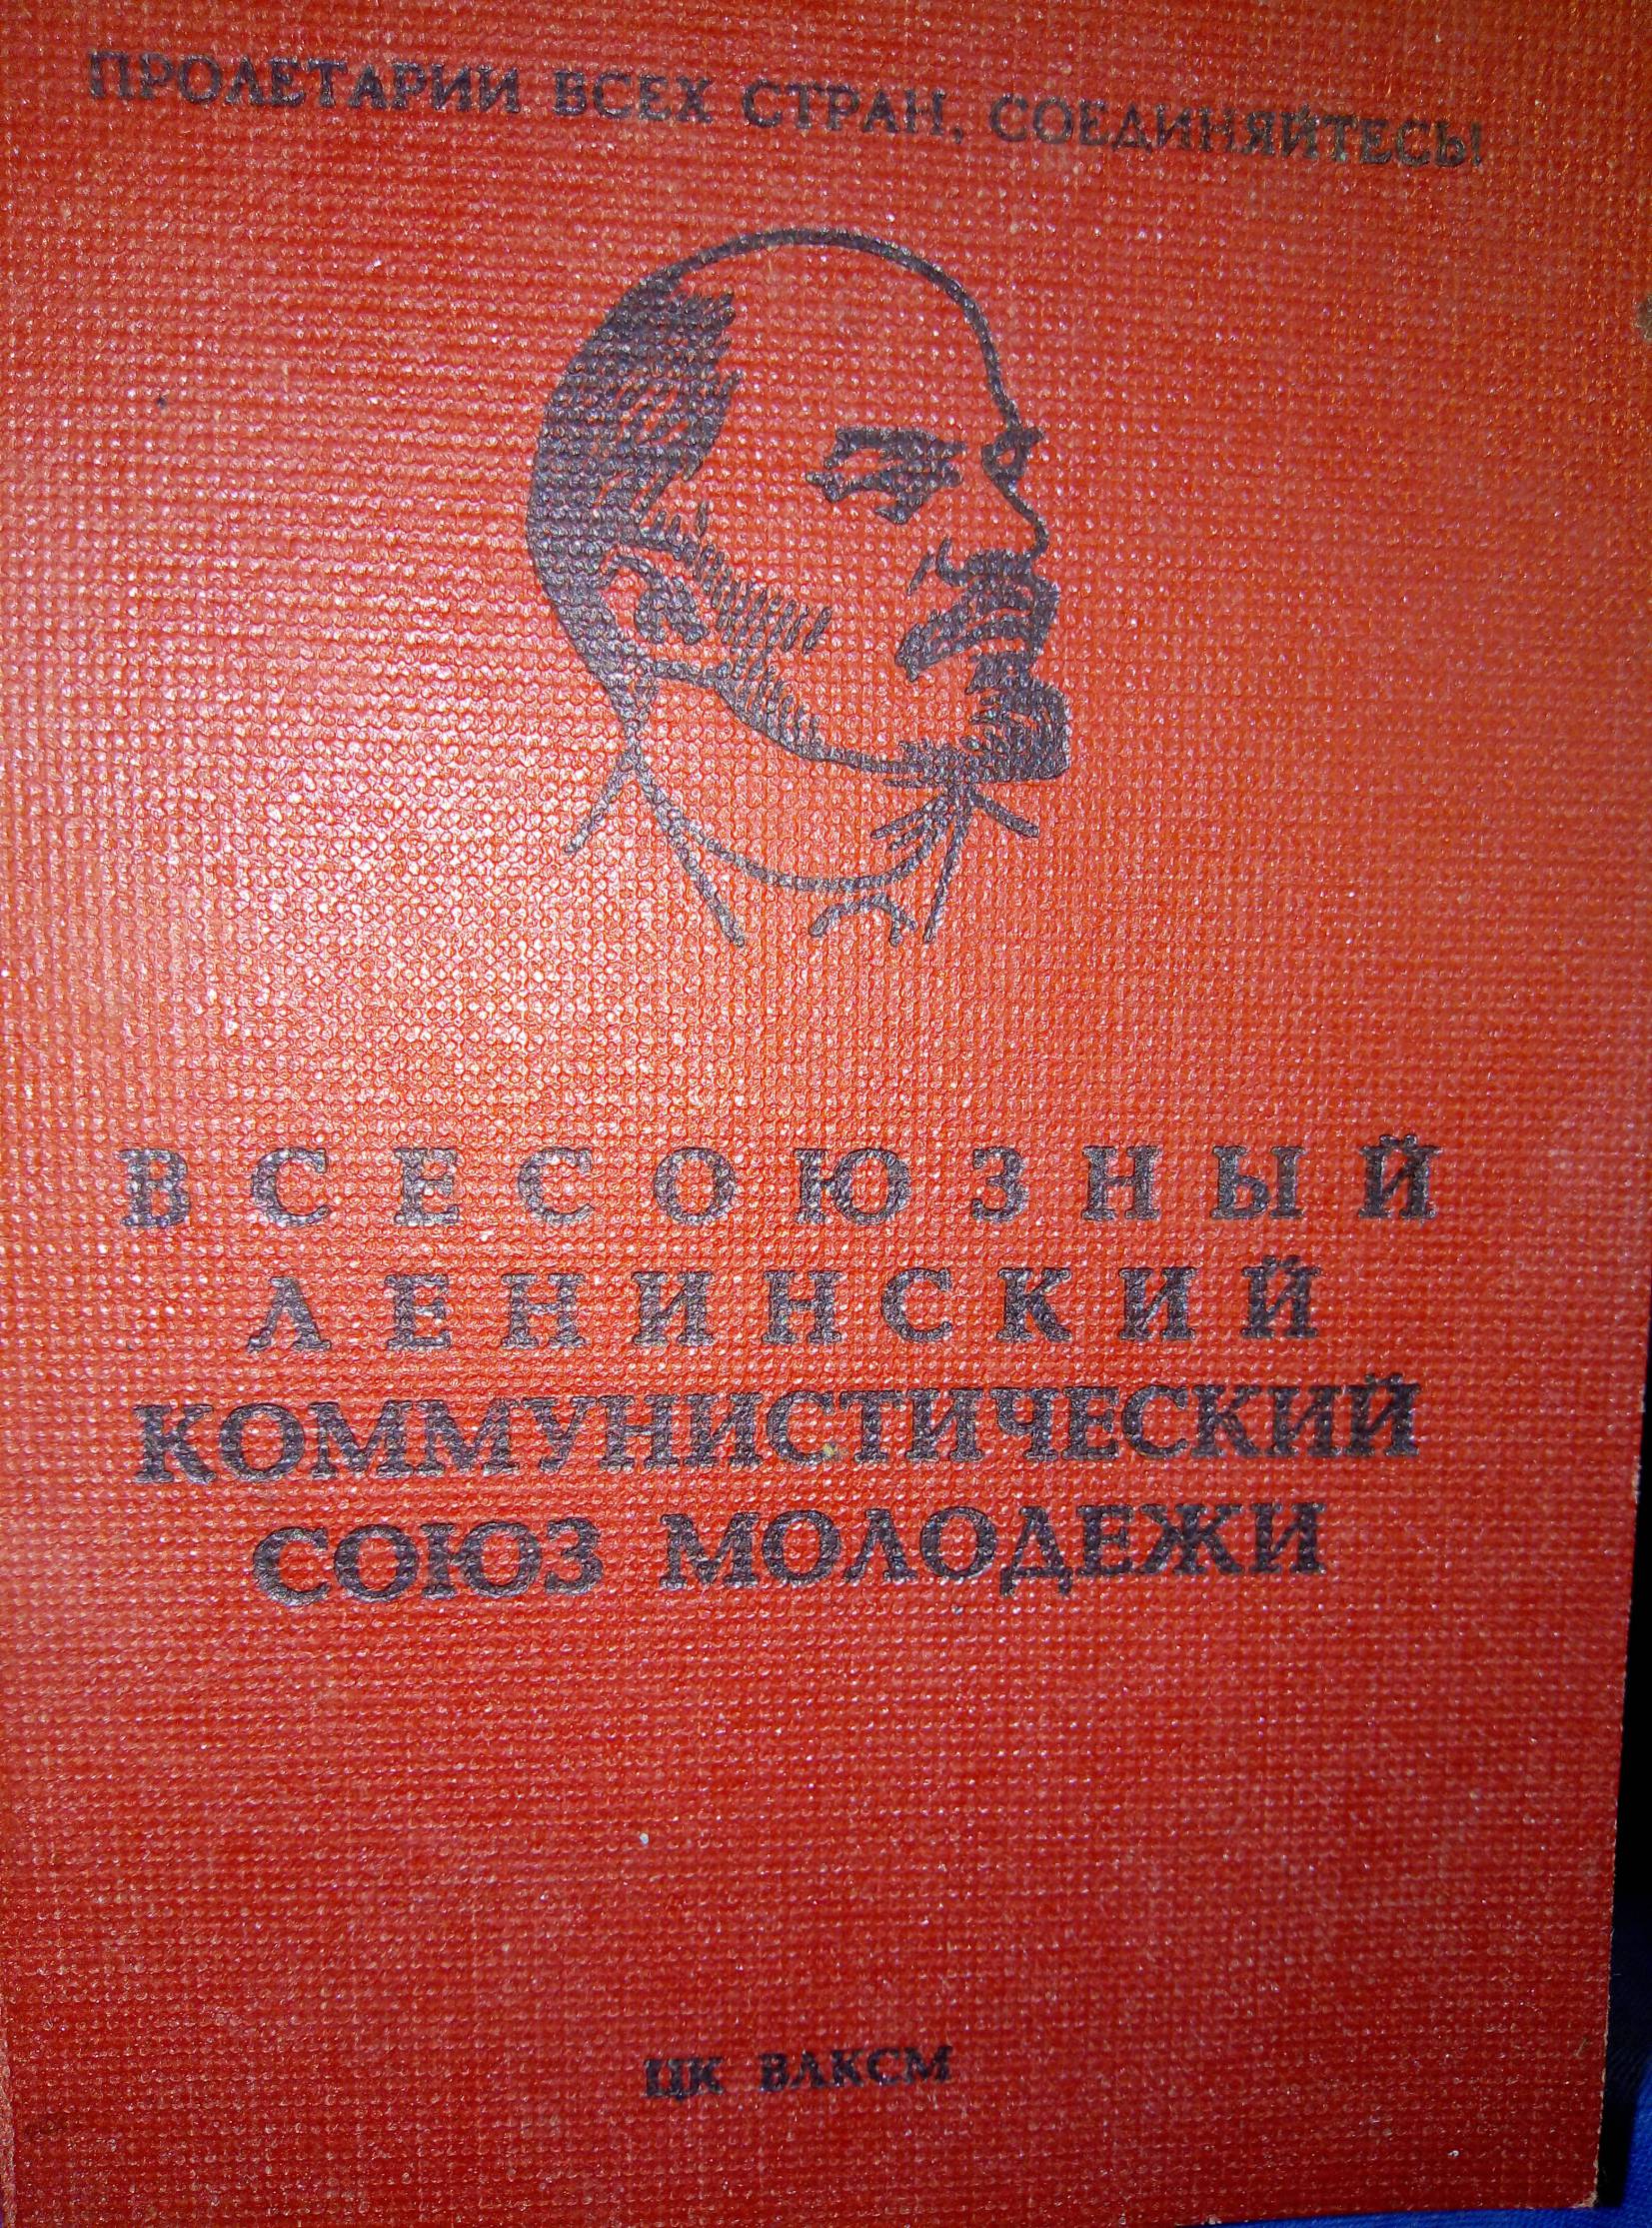 ПРОЛЕТАРИИ ВСЕХ СТРАН, СОЕДИНЯЙТЕСЬ!
ВСЕСОЮЗНЫЙ
ЛЕНИНСКИЙ
КОММУНИСТИЧЕСКИЙ
СОЮЗ МОЛОДЕЖИ
ЦК ВЛКСМ